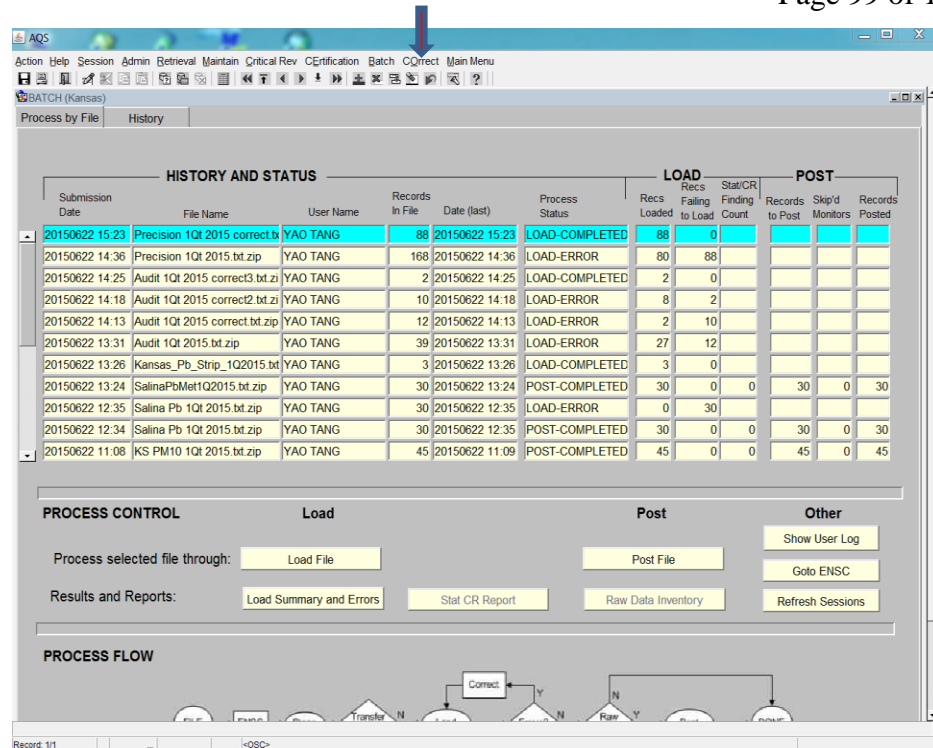 Page 99 of 1
AQS
Action Help Session Admin Retrieval Maintain Critical Rev CErtification Batch COrrect Main Menu
BATCH (Kansas)
Process by File History
HISTORY AND STATUS LOAD POST
Submission Date File Name User Name Records In File Date (last) Process Status Recs Loaded Recs Failing to Load Stat/CR Finding Count Records to Post Skip'd Monitors Records Posted
20150622 15:23 Precision 1Qt 2015 correct.tx YAO TANG 88 20150622 15:23 LOAD-COMPLETED 88 0
20150622 14:36 Precision 1Qt 2015.txt.zip YAO TANG 168 20150622 14:36 LOAD-ERROR 80 88
20150622 14:25 Audit 1Qt 2015 correct3.txt.zi YAO TANG 2 20150622 14:25 LOAD-COMPLETED 2 0
20150622 14:18 Audit 1Qt 2015 correct2.txt.zi YAO TANG 10 20150622 14:18 LOAD-ERROR 8 2
20150622 14:13 Audit 1Qt 2015 correct.txt.zip YAO TANG 12 20150622 14:13 LOAD-ERROR 2 10
20150622 13:31 Audit 1Qt 2015.txt.zip YAO TANG 39 20150622 13:31 LOAD-ERROR 27 12
20150622 13:26 Kansas_Pb_Strip_1Q2015.txt YAO TANG 3 20150622 13:26 LOAD-COMPLETED 3 0
20150622 13:24 SalinaPbMet1Q2015.txt.zip YAO TANG 30 20150622 13:24 POST-COMPLETED 30 0 0 30 0 30
20150622 12:35 Salina Pb 1Qt 2015.txt.zip YAO TANG 30 20150622 12:35 LOAD-ERROR 0 30
20150622 12:34 Salina Pb 1Qt 2015.txt.zip YAO TANG 30 20150622 12:35 POST-COMPLETED 30 0 0 30 0 30
20150622 11:08 KS PM10 1Qt 2015.txt.zip YAO TANG 45 20150622 11:09 POST-COMPLETED 45 0 0 45 0 45
PROCESS CONTROL Load Post Other
Show User Log
Process selected file through: Load File Post File
Goto ENSC
Results and Reports: Load Summary and Errors Stat CR Report Raw Data Inventory Refresh Sessions
PROCESS FLOW
Correct
Y N
Transfer N N Raw Y
Record: 1/1 ... <OSC>